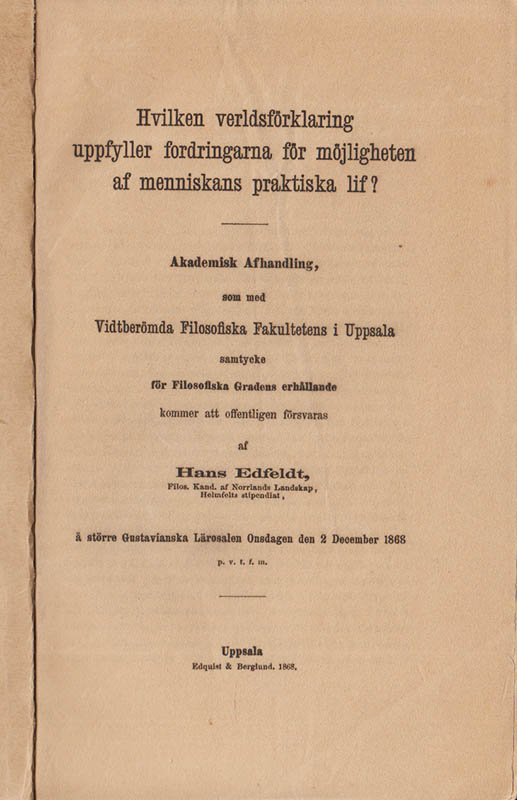 Hvilken verldsförklaring
uppfyller fordringarna för möjligheten
af menniskans praktiska lif?
Akademisk Afhandling,
som med
Vidtberömda Filosofiska Fakultetens i Uppsala
samtycke
för Filosofiska Gradens erhållande
kommer att offentligen försvaras
af
Hans Edfeldt,
Filos. Kand. af Norrlands Landskap,
Helmfelts stipendiat,
å större Gustavianska Lärosalen Onsdagen den 2 December 1868
p. v. t. f. m.
Uppsala
Edquist & Berglund. 1868.